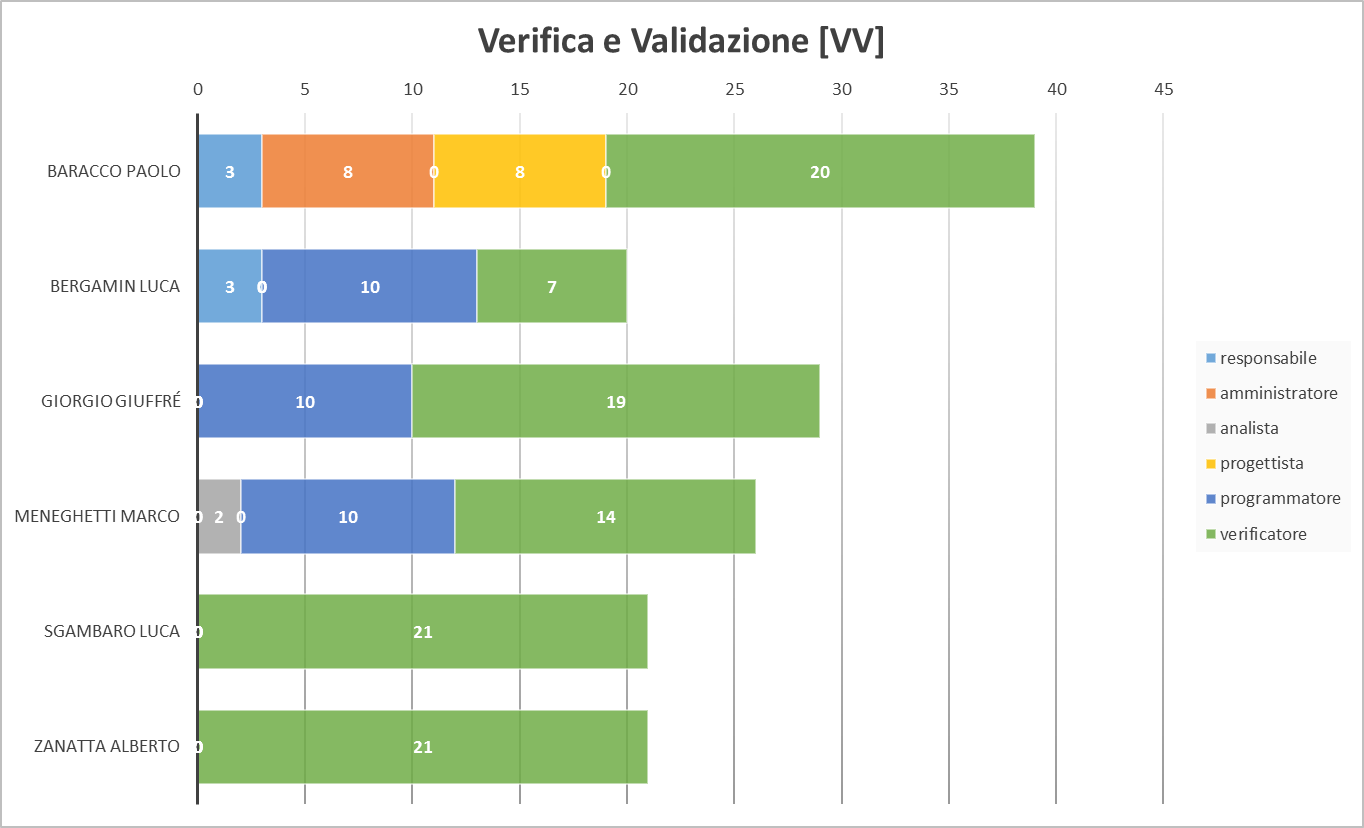 Verifica e Validazione [VV]
0 5 10 15 20 25 30 35 40 45
BARACCO PAOLO 3 8 0 8 0 20
BERGAMIN LUCA 3 0 10 7
GIORGIO GIUFFRÉ 0 10 19
MENEGHETTI MARCO 0 2 0 10 14
SGAMBARO LUCA 0 21
ZANATTA ALBERTO 0 21
responsabile
amministratore
analista
progettista
programmatore
verificatore